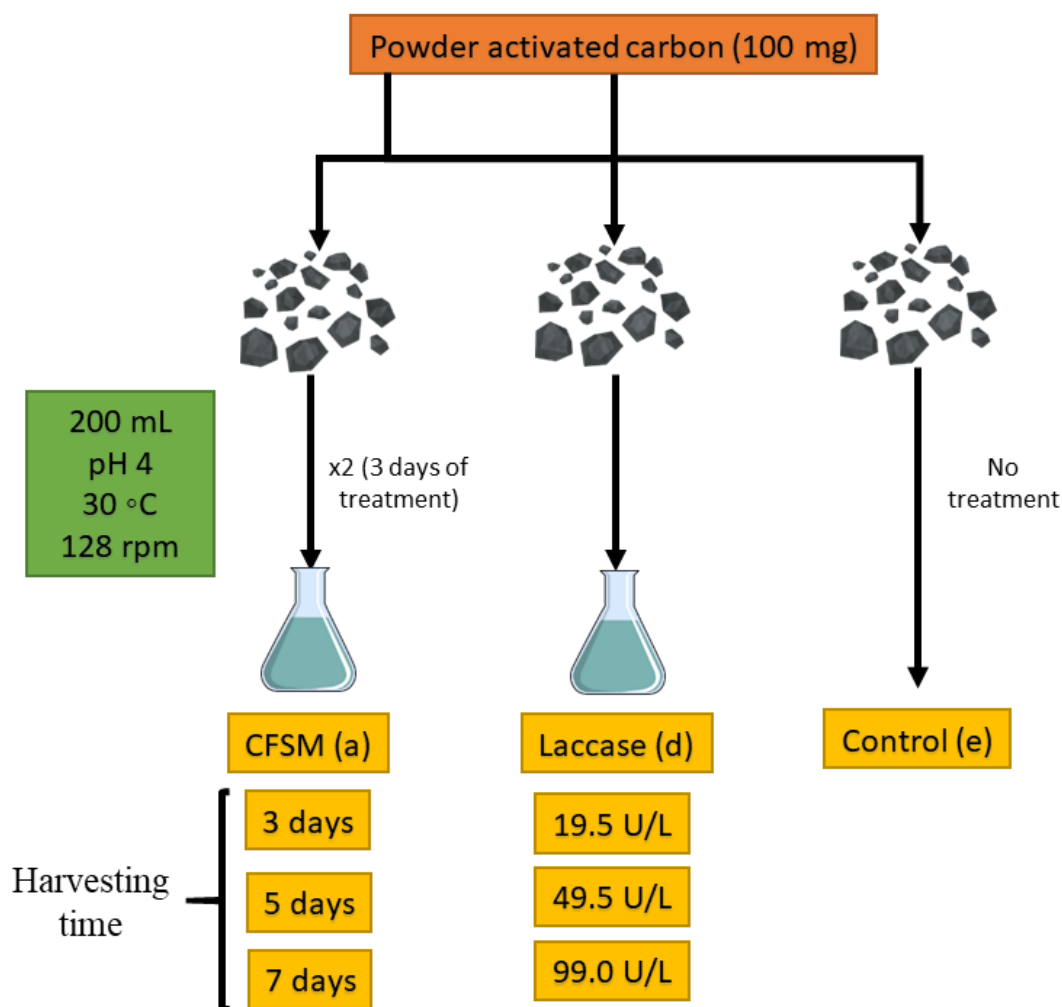 Powder activated carbon (100 mg)
200 mL
pH 4
30 ◦C
128 rpm
x2 (3 days of
treatment)
No
treatment
CFSM (a)
Laccase (d)
Control (e)
Harvesting
time
3 days
19.5 U/L
5 days
49.5 U/L
7 days
99.0 U/L